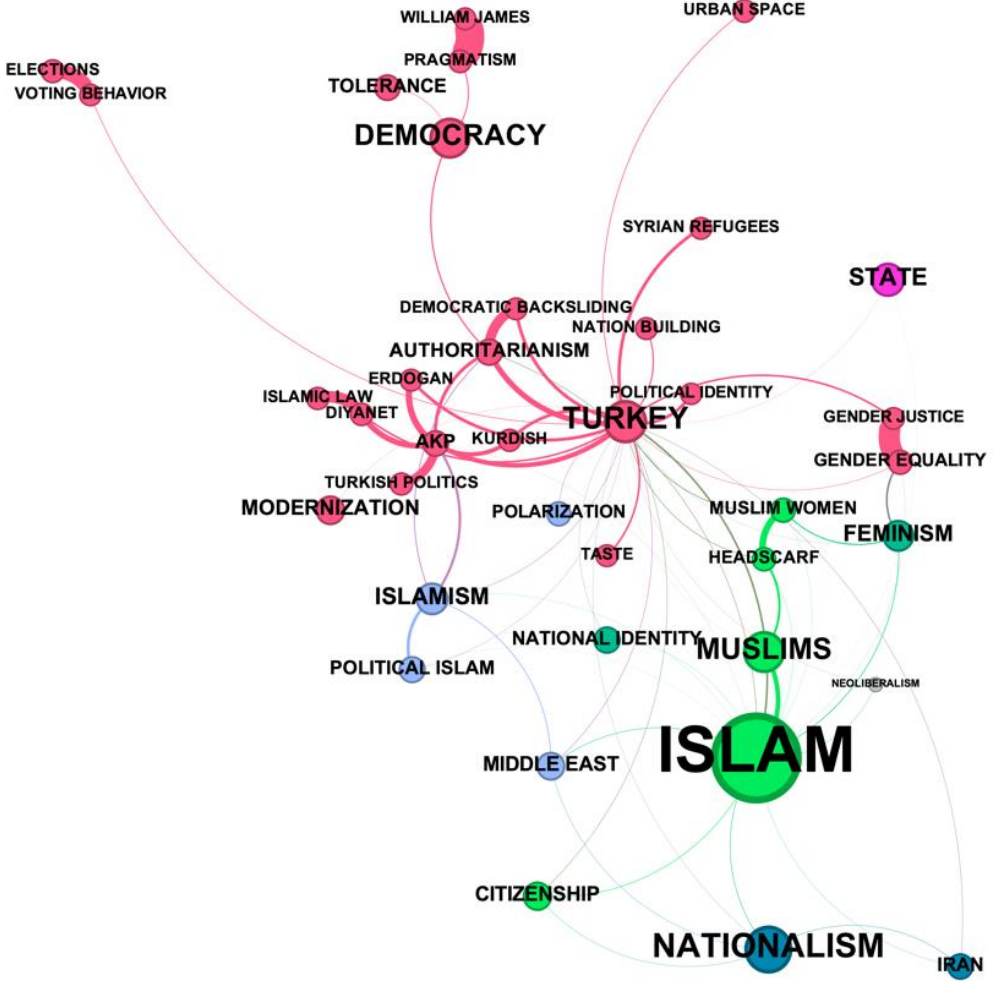 URBAN SPACE
WILLIAM JAMES
PRAGMATISM
ELECTIONS
TOLERANCE
VOTING BEHAVIOR
DEMOCRACY
SYRIAN REFUGEES
STATE
DEMOCRATIC BACKSLIDING
NATION BUILDING
AUTHORITARIANISM
ERDOGAN
POLITICAL IDENTITY
ISLAMIC LAW
DIYANET
TURKEY
GENDER JUSTICE
AKP
KURDISH
GENDER EQUALITY
TURKISH POLITICS
MODERNIZATION
POLARIZATION
MUSLIM WOMEN
FEMINISM
TASTE
HEADSCARF
ISLAMISM
NATIONAL IDENTITY
MUSLIMS
POLITICAL ISLAM
NEOLIBERALISM
ISLAM
MIDDLE EAST
CITIZENSHIP
NATIONALISM
IRAN